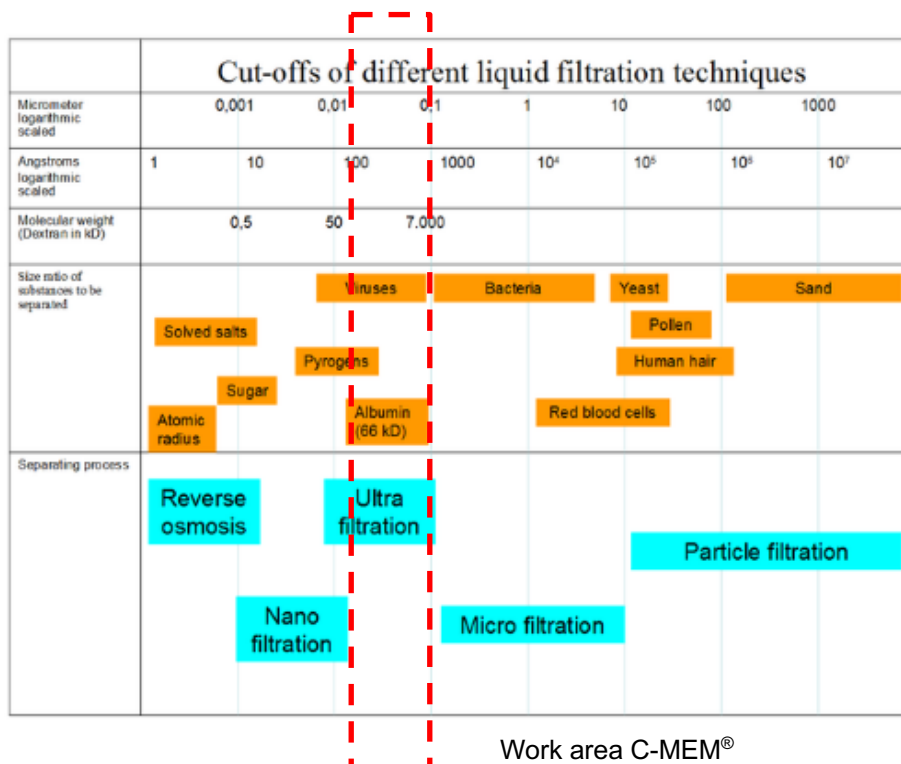 Cut-offs of different liquid filtration techniques
Micrometer 0,001 0,01 0,1 1 10 100 1000
logarithmic
scaled
Angstroms 1 10 100 1000 10⁴ 10⁵ 10⁶ 10⁷
logarithmic
scaled
Molecular weight 0,5 50 7.000
(Dextran in kD)
Size ratio of
substances to be
separated
Viruses Bacteria Yeast Sand
Solved salts Pollen
Pyrogens Human hair
Sugar
Atomic
radius
Albumin
(66 kD)
Red blood cells
Separating process
Reverse
osmosis
Ultra
filtration
Particle filtration
Nano
filtration
Micro filtration
Work area C-MEM®